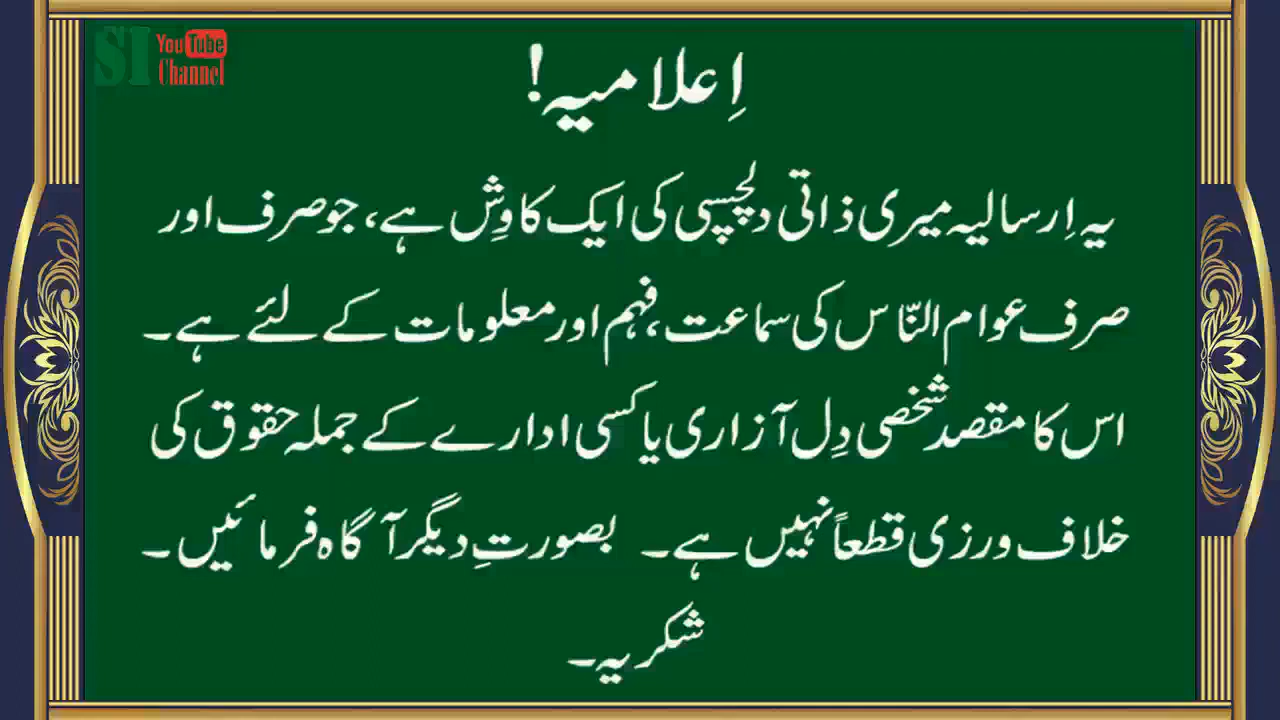 SI YouTube Channel
اِعلامیہ!
یہ اِرسالیہ میری ذاتی دلچسپی کی ایک کاوِش ہے، جو صرف اور
صرف عوام النّاس کی سماعت، فہم اور معلومات کے لئے ہے۔
اس کا مقصد شخصی دِل آزاری یا کسی ادارے کے جملہ حقوق کی
خلاف ورزی قطعاً نہیں ہے۔ بصورتِ دیگر آگاہ فرمائیں۔
شکریہ۔